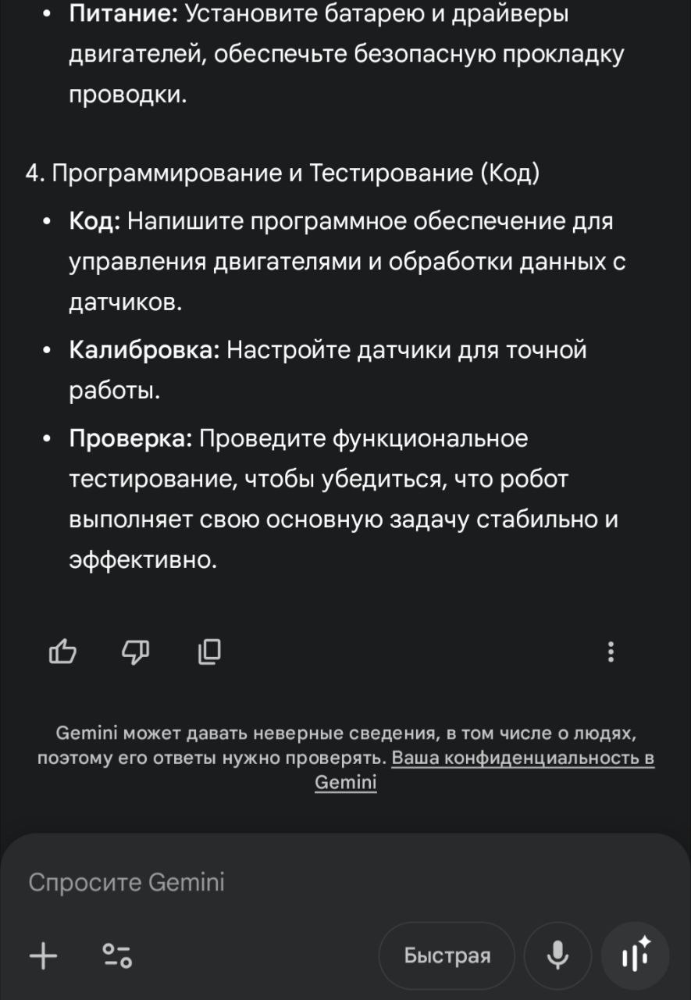 • Питание: Установите батарею и драйверы
двигателей, обеспечьте безопасную прокладку
проводки.
4. Программирование и Тестирование (Код)
• Код: Напишите программное обеспечение для
управления двигателями и обработки данных с
датчиков.
• Калибровка: Настройте датчики для точной
работы.
• Проверка: Проведите функциональное
тестирование, чтобы убедиться, что робот
выполняет свою основную задачу стабильно и
эффективно.
Gemini может давать неверные сведения, в том числе о людях,
поэтому его ответы нужно проверять. Ваша конфиденциальность в
Gemini
Спросите Gemini
Быстрая